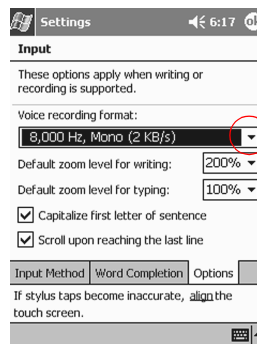 Settings 6:17 ok
Input
These options apply when writing or
recording is supported.
Voice recording format:
8,000 Hz, Mono (2 KB/s)
Default zoom level for writing: 200%
Default zoom level for typing: 100%
Capitalize first letter of sentence
Scroll upon reaching the last line
Input Method Word Completion Options
If stylus taps become inaccurate, align the
touch screen.